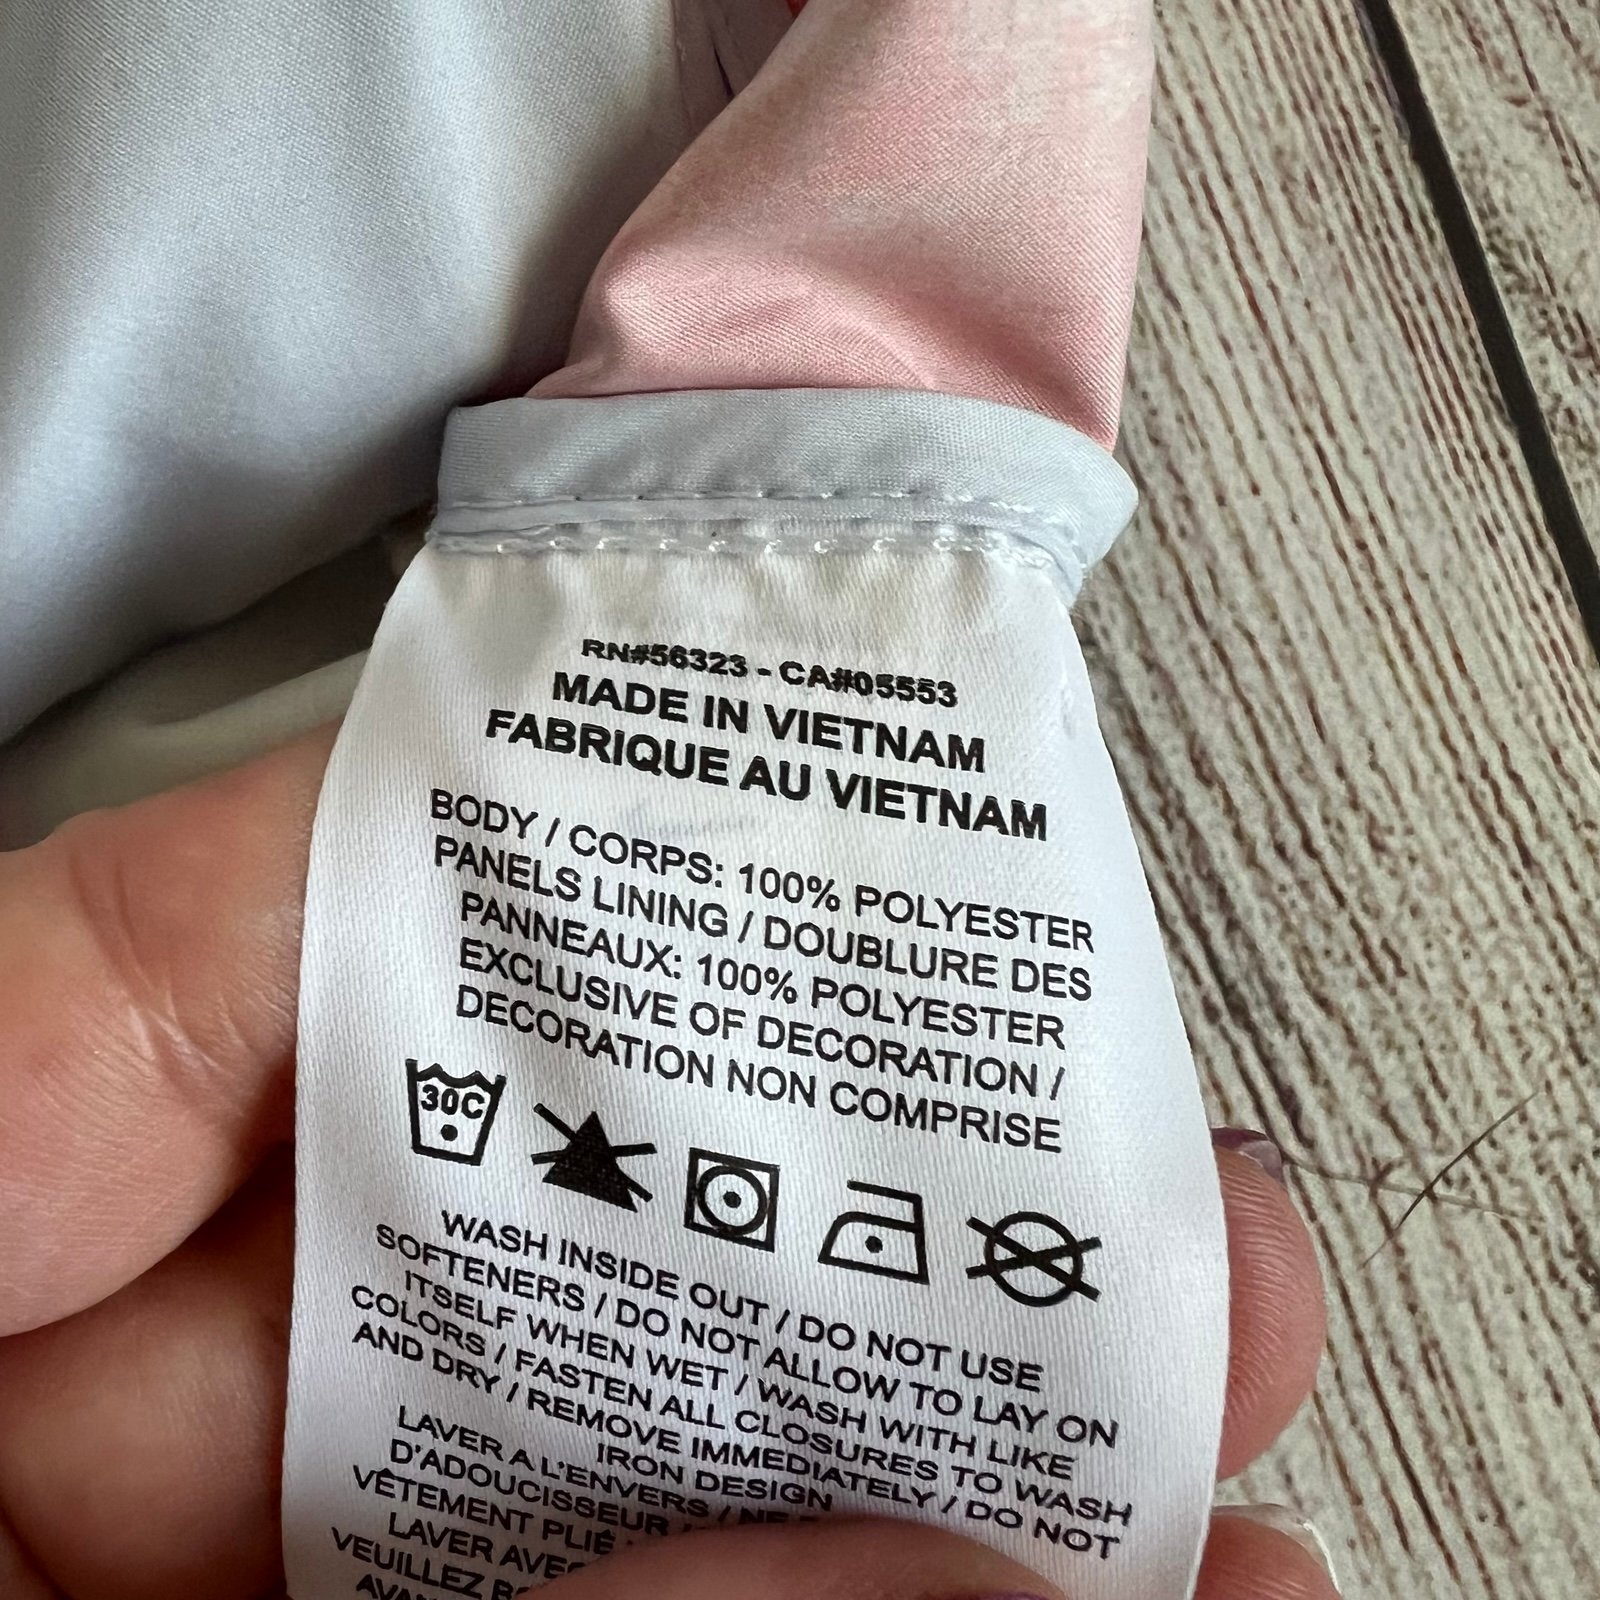 RN#56323 - CA#05553
MADE IN VIETNAM
FABRIQUE AU VIETNAM
BODY / CORPS: 100% POLYESTER
PANELS LINING / DOUBLURE DES
PANNEAUX: 100% POLYESTER
EXCLUSIVE OF DECORATION /
DECORATION NON COMPRISE
30C
WASH INSIDE OUT / DO NOT USE
SOFTENERS / DO NOT ALLOW TO LAY ON
ITSELF WHEN WET / WASH WITH LIKE
COLORS / FASTEN ALL CLOSURES TO WASH
AND DRY / REMOVE IMMEDIATELY / DO NOT
IRON DESIGN
LAVER A L'ENVERS / NE
D'ADOUCISSEUR
VÊTEMENT PLIÉ
LAVER
VEUILLEZ